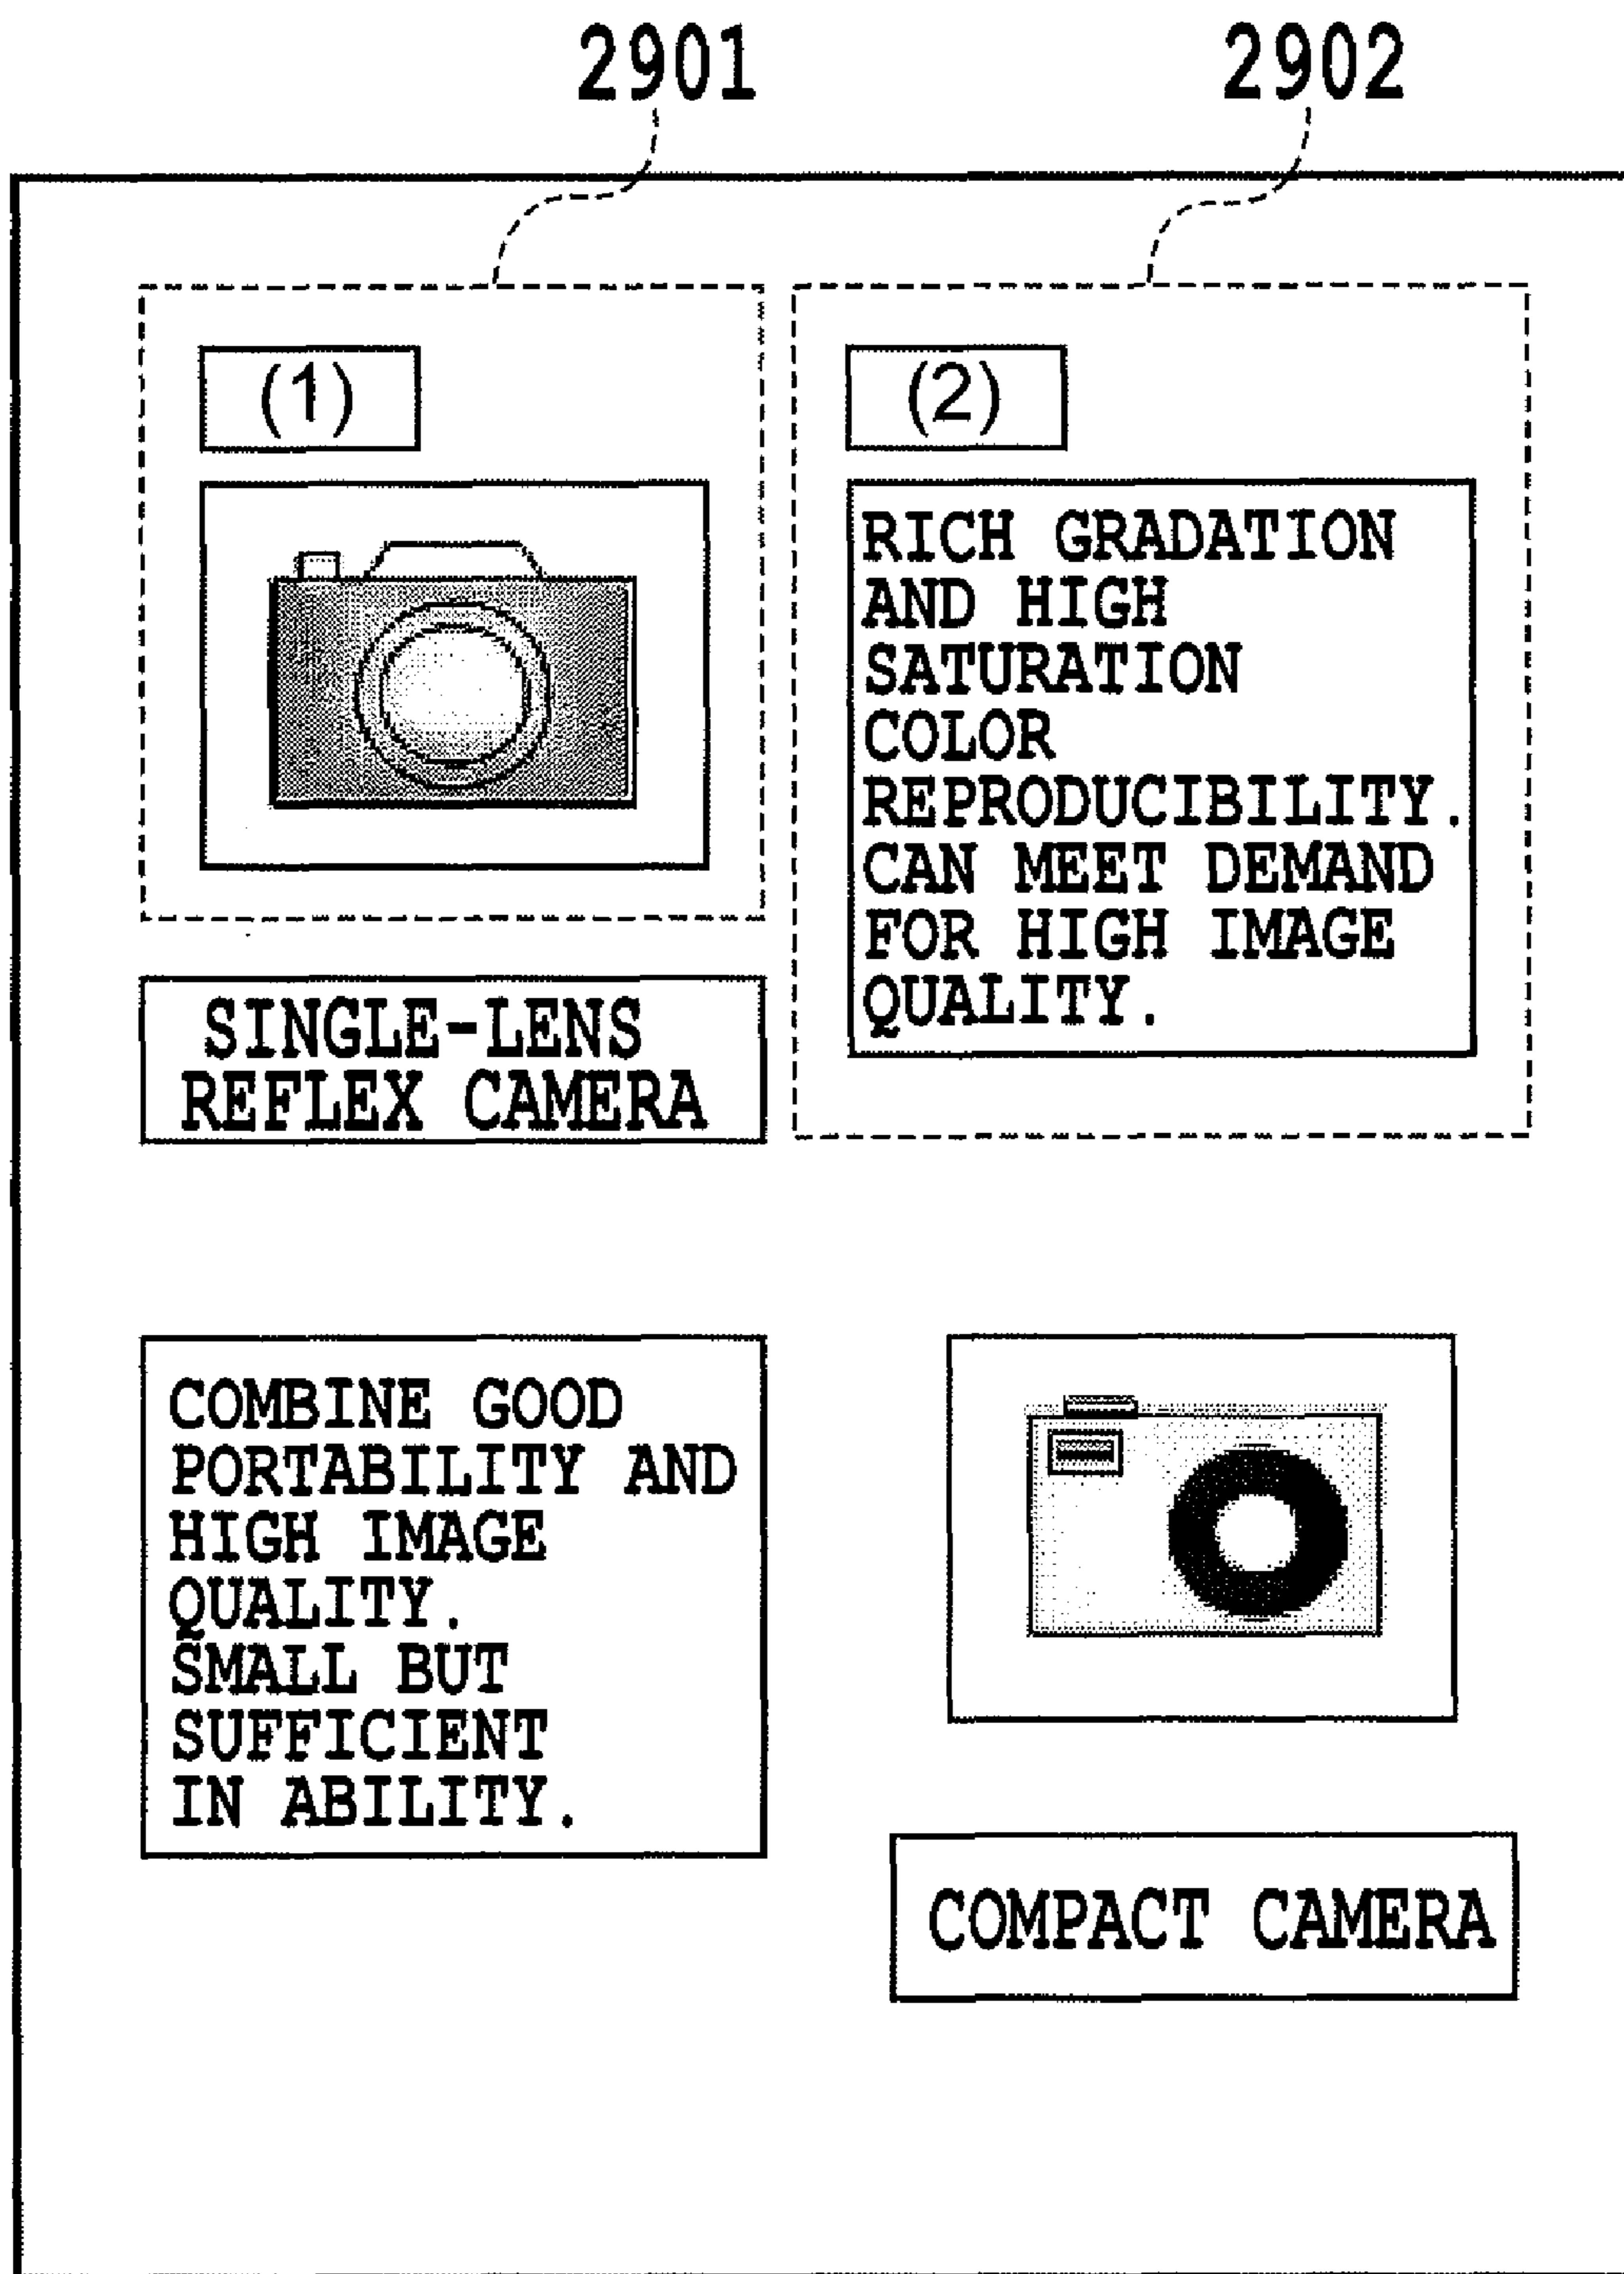 2901
2902
(1)
(2)
RICH GRADATION
AND HIGH
SATURATION
COLOR
REPRODUCIBILITY.
CAN MEET DEMAND
FOR HIGH IMAGE
QUALITY.
SINGLE-LENS
REFLEX CAMERA
COMBINE GOOD
PORTABILITY AND
HIGH IMAGE
QUALITY.
SMALL BUT
SUFFICIENT
IN ABILITY.
COMPACT CAMERA